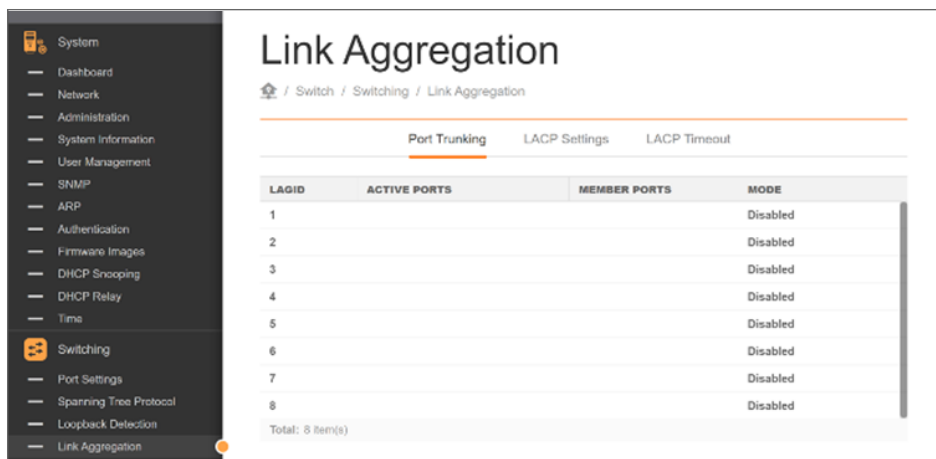 System
Dashboard
Network
Administration
System Information
User Management
SNMP
ARP
Authentication
Firmware Images
DHCP Snooping
DHCP Relay
Time
Switching
Port Settings
Spanning Tree Protocol
Loopback Detection
Link Aggregation
Link Aggregation
/ Switch / Switching / Link Aggregation
Port Trunking LACP Settings LACP Timeout
LAGID ACTIVE PORTS MEMBER PORTS MODE
1 Disabled
2 Disabled
3 Disabled
4 Disabled
5 Disabled
6 Disabled
7 Disabled
8 Disabled
Total: 8 item(s)